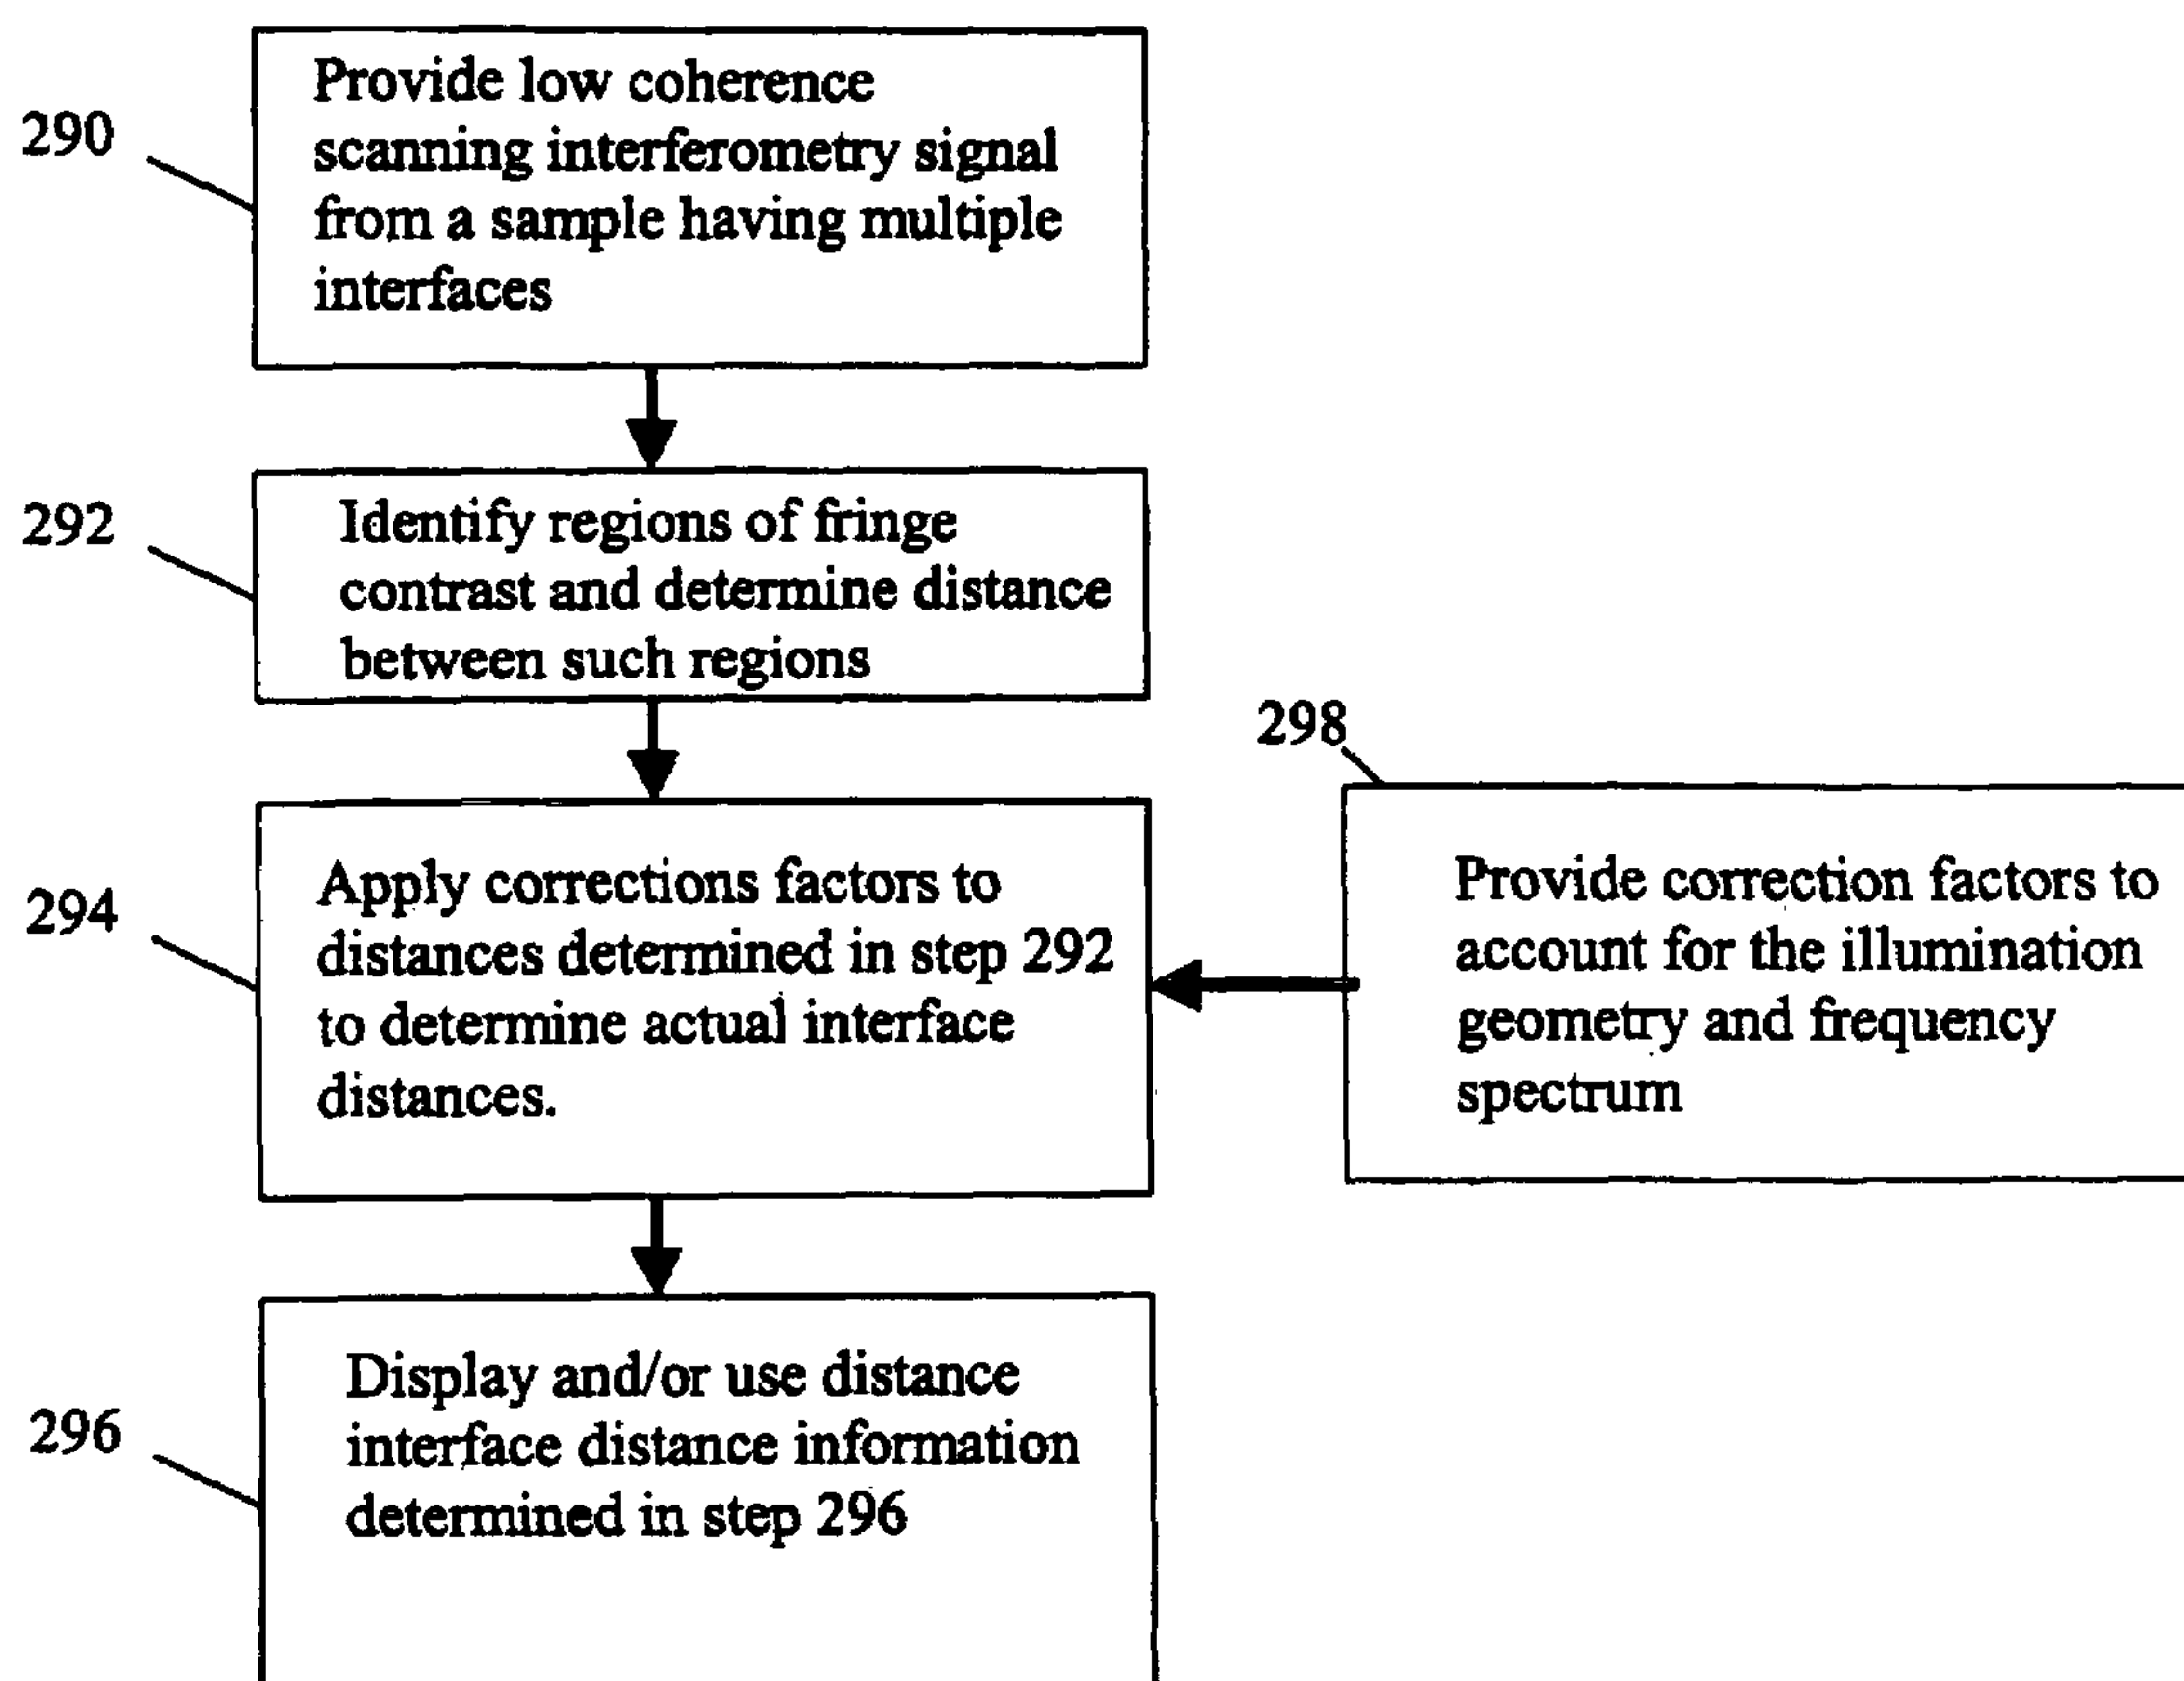 290
Provide low coherence
scanning interferometry signal
from a sample having multiple
interfaces
292
Identify regions of fringe
contrast and determine distance
between such regions
294
Apply corrections factors to
distances determined in step 292
to determine actual interface
distances.
298
Provide correction factors to
account for the illumination
geometry and frequency
spectrum
296
Display and/or use distance
interface distance information
determined in step 296